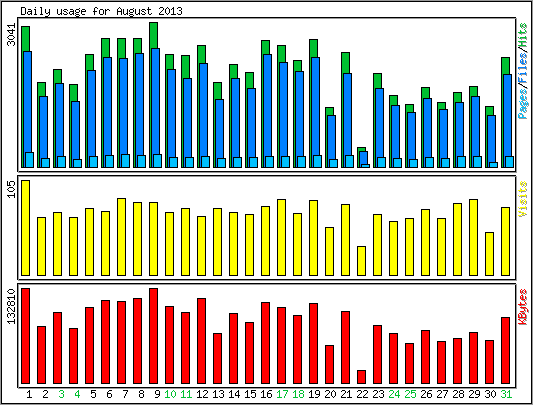 Daily usage for August 2013
3041
Pages/Files/Hits
105
Visits
132810
KBytes
1 2 3 4 5 6 7 8 9 10 11 12 13 14 15 16 17 18 19 20 21 22 23 24 25 26 27 28 29 30 31